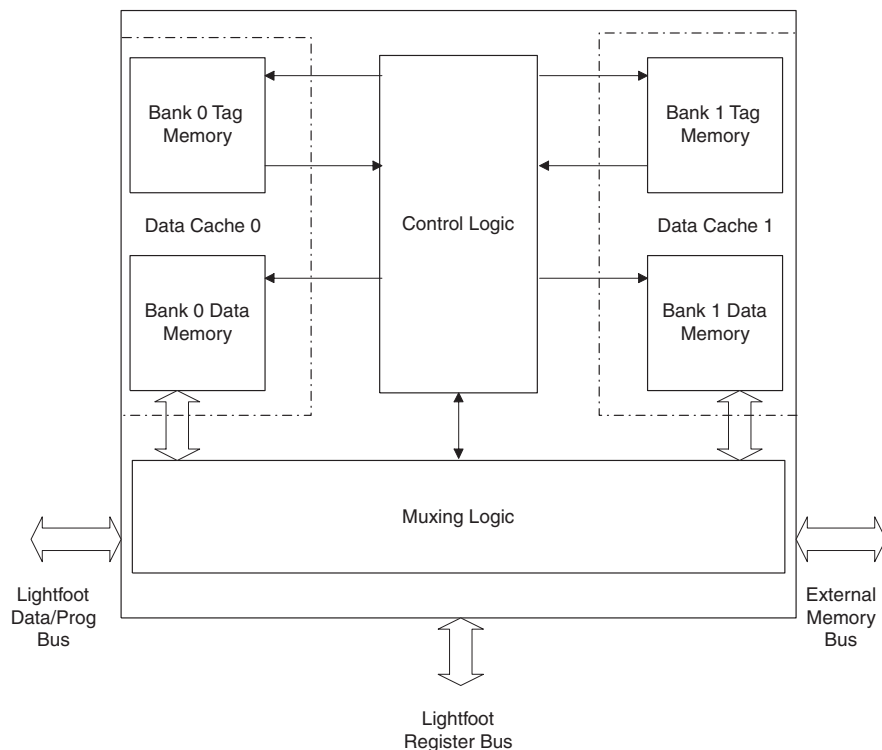 Bank 0 Tag
Memory
Bank 1 Tag
Memory
Data Cache 0
Control Logic
Data Cache 1
Bank 0 Data
Memory
Bank 1 Data
Memory
Muxing Logic
Lightfoot
Data/Prog
Bus
External
Memory
Bus
Lightfoot
Register Bus